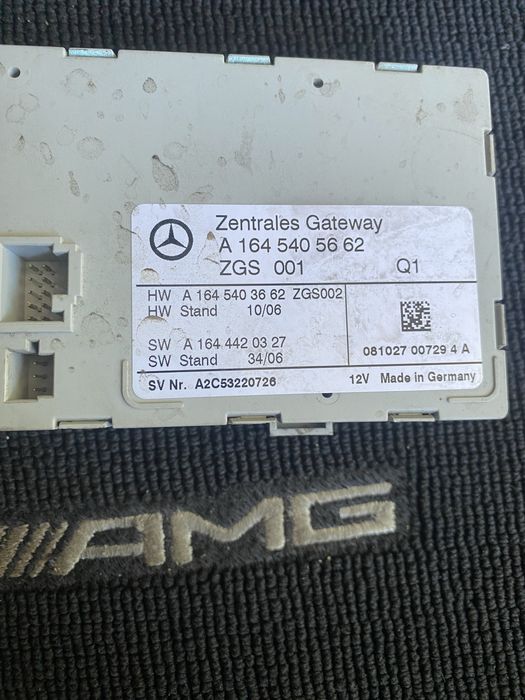 Zentrales Gateway
A 164 540 56 62
ZGS 001 Q1
HW A 164 540 36 62 ZGS002
HW Stand 10/06
SW A 164 442 03 27
SW Stand 34/06
081027 00729 4 A
SV Nr. A2C53220726 12V Made in Germany
AMG